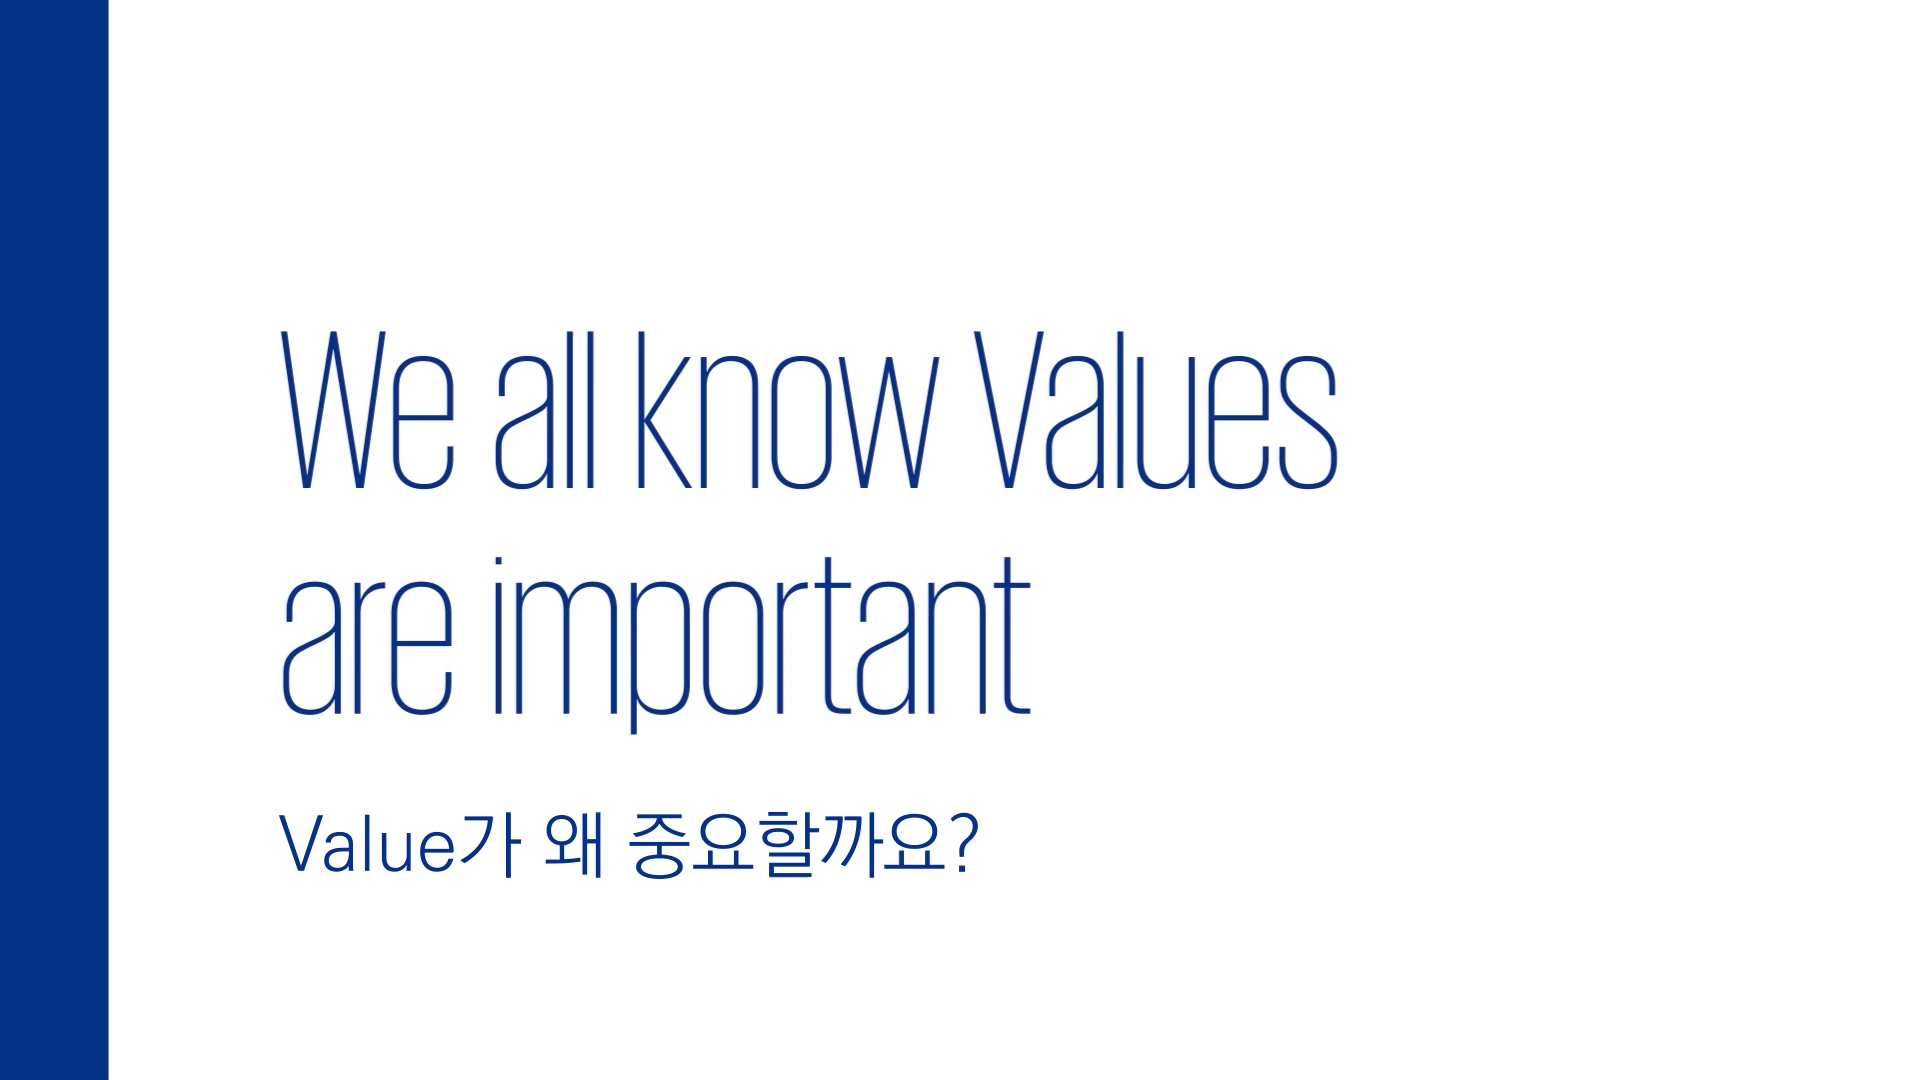 We all know Values
are important
Value가 왜 중요할까요?